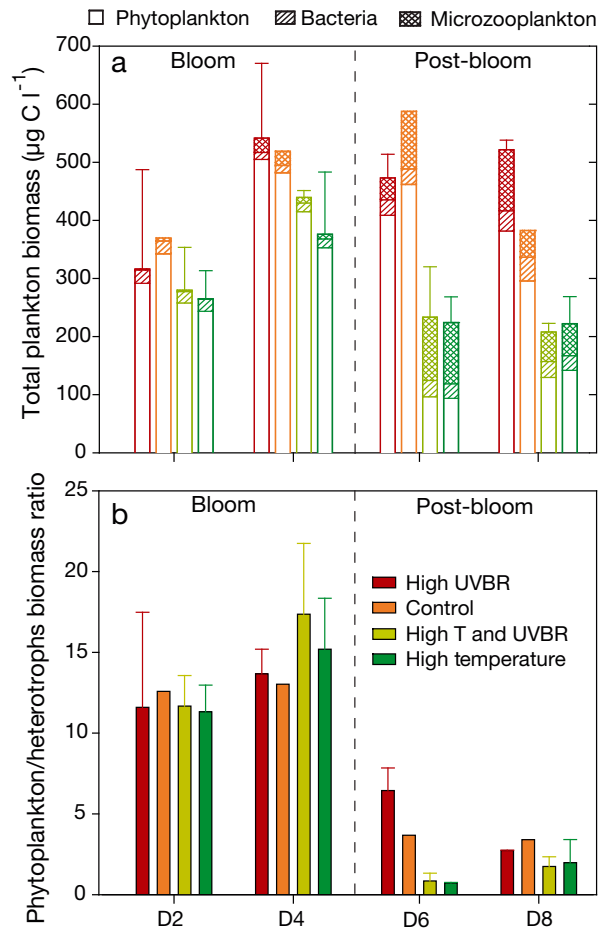 Phytoplankton Bacteria Microzooplankton
Total plankton biomass (µg C l⁻¹)
700
600
500
400
300
200
100
0
a
Bloom
Post-bloom
Phytoplankton/heterotrophs biomass ratio
25
20
15
10
5
0
b
Bloom
Post-bloom
High UVBR
Control
High T and UVBR
High temperature
D2 D4 D6 D8